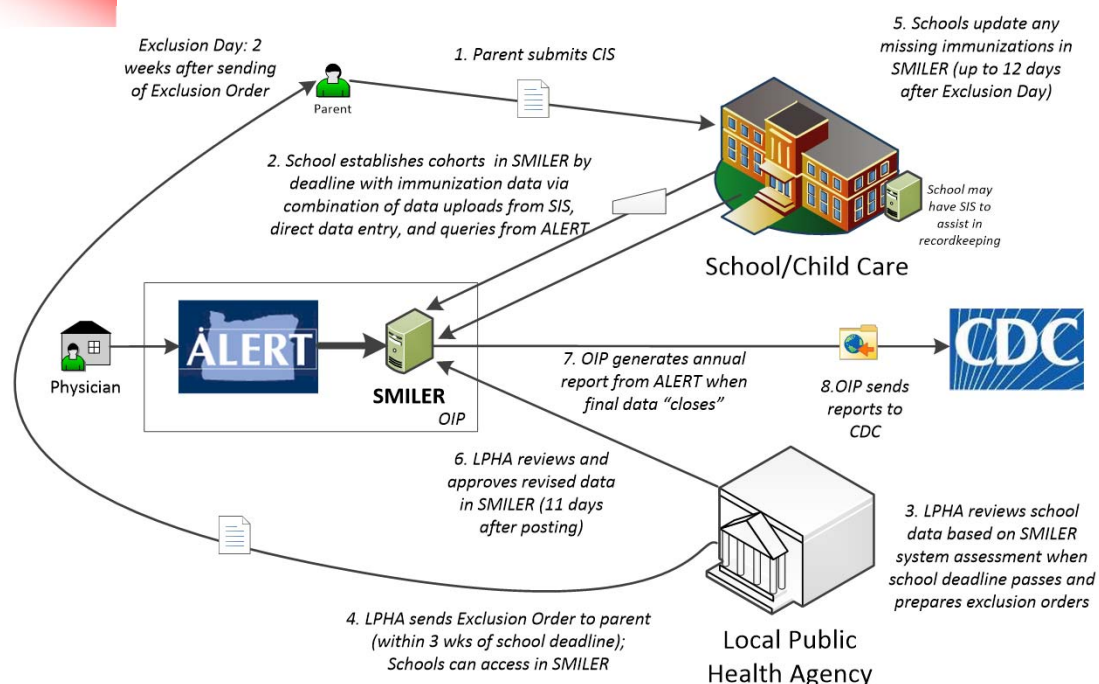 Exclusion Day: 2
weeks after sending
of Exclusion Order
Parent
1. Parent submits CIS
5. Schools update any
missing immunizations in
SMILER (up to 12 days
after Exclusion Day)
2. School establishes cohorts in SMILER by
deadline with immunization data via
combination of data uploads from SIS,
direct data entry, and queries from ALERT
School may
have SIS to
assist in
recordkeeping
School/Child Care
Physician
ALERT
SMILER
OIP
7. OIP generates annual
report from ALERT when
final data “closes”
8.OIP sends
reports to
CDC
CDC
6. LPHA reviews and
approves revised data
in SMILER (11 days
after posting)
3. LPHA reviews school
data based on SMILER
system assessment when
school deadline passes and
prepares exclusion orders
4. LPHA sends Exclusion Order to parent
(within 3 wks of school deadline);
Schools can access in SMILER
Local Public
Health Agency